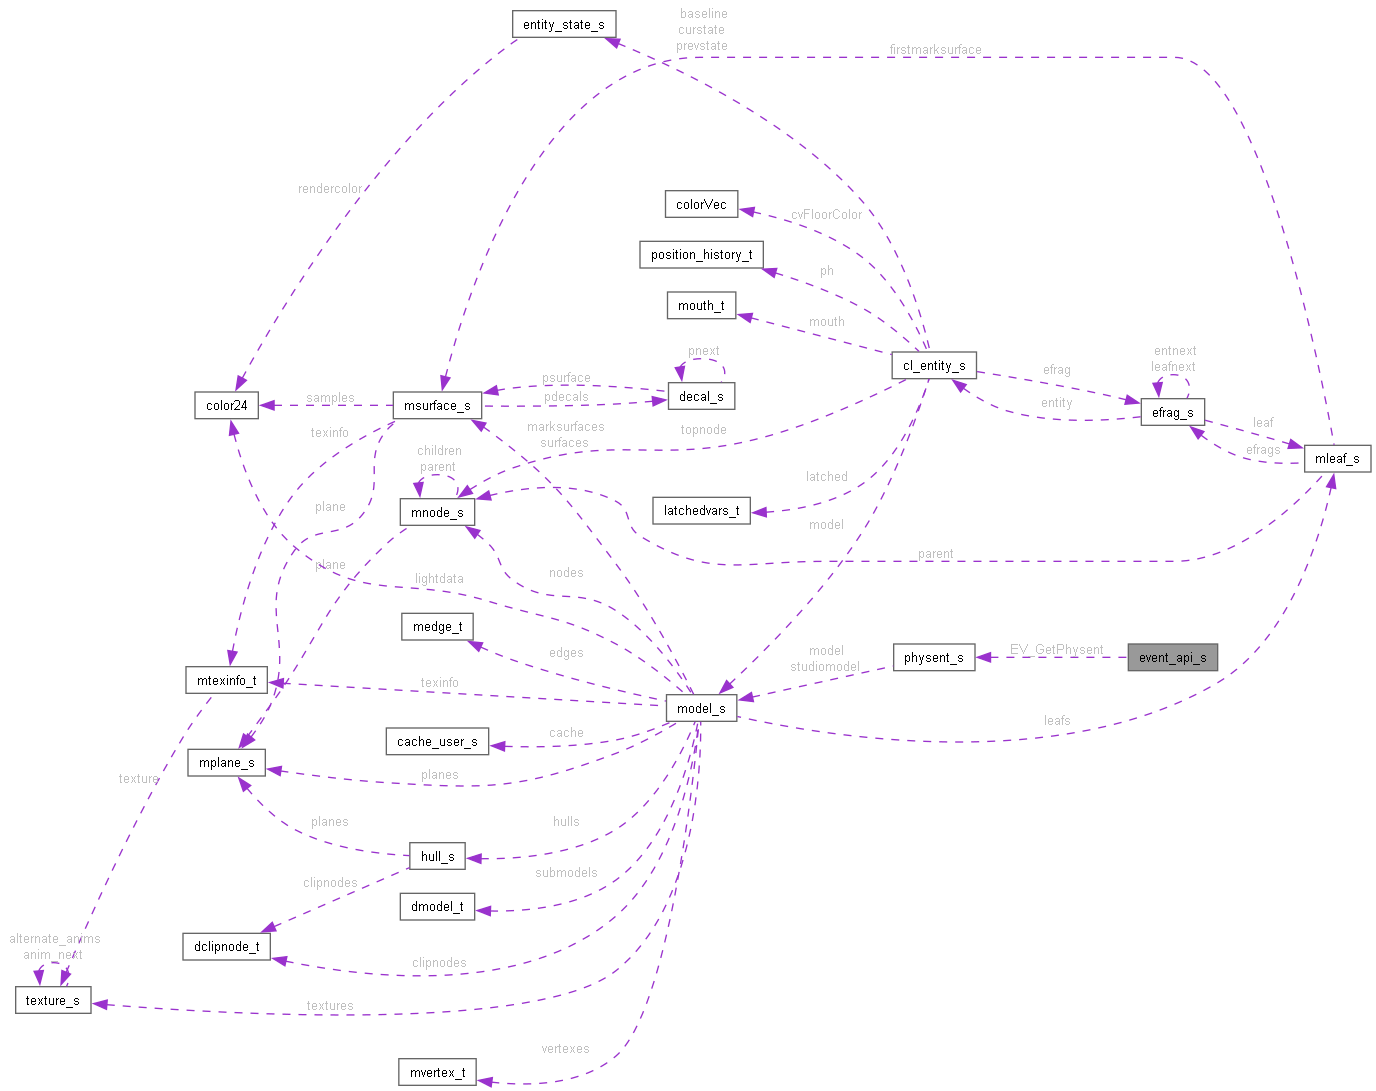 baseline
entity_state_s
curstate
prevstate
firstmarksurface
rendercolor
colorVec
cvFloorColor
position_history_t
ph
mouth_t
mouth
entnext
pnext
leafnext
cl_entity_s
efrag
psurface
samples
pdecals
decal_s
entity
color24
msurface_s
efrag_s
leaf
marksurfaces
topnode
texinfo
surfaces
children
efrags
mleaf_s
parent
latched
plane
mnode_s
latchedvars_t
model
parent
plane
nodes
lightdata
medge_t
edges
model
EV_GetPhysent
physent_s
event_api_s
studiomodel
mtexinfo_t
texinfo
model_s
leafs
cache
cache_user_s
mplane_s
planes
texture
planes
hulls
hull_s
submodels
clipnodes
dmodel_t
alternate_anims
dclipnode_t
anim_next
clipnodes
texture_s
textures
vertexes
mvertex_t